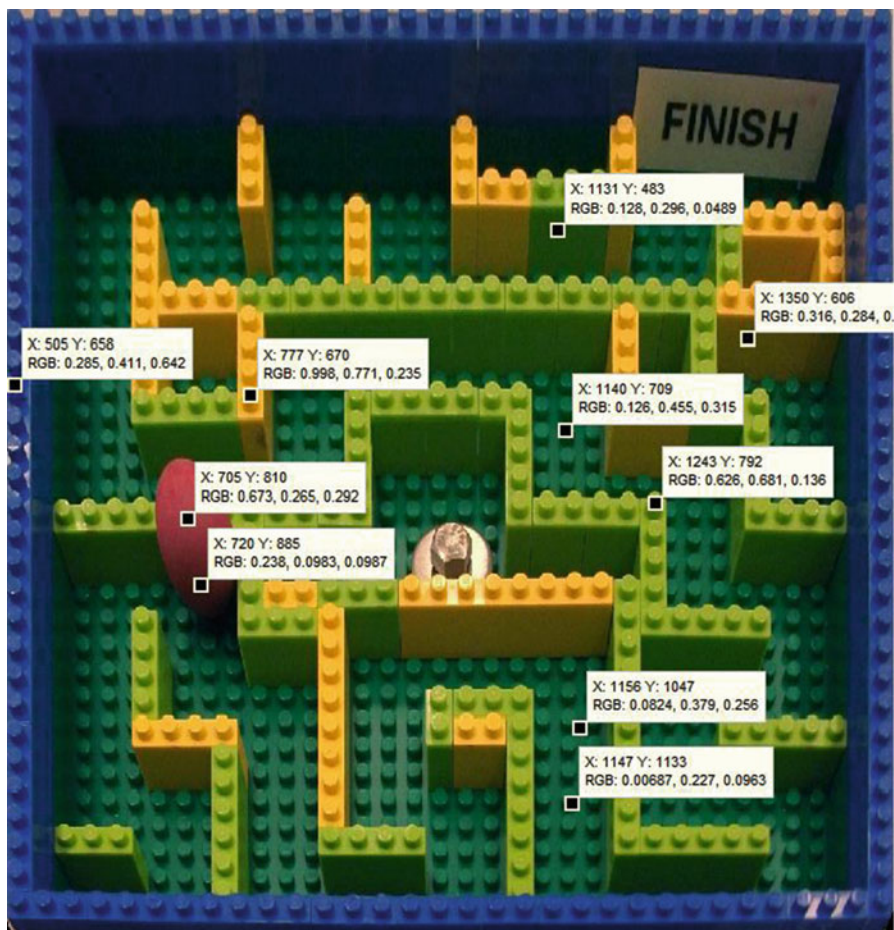 FINISH
X: 1131 Y: 483
RGB: 0.128, 0.296, 0.0489
X: 1350 Y: 606
RGB: 0.316, 0.284, 0.
X: 505 Y: 658
RGB: 0.285, 0.411, 0.642
X: 777 Y: 670
RGB: 0.998, 0.771, 0.235
X: 1140 Y: 709
RGB: 0.126, 0.455, 0.315
X: 1243 Y: 792
RGB: 0.626, 0.681, 0.136
X: 705 Y: 810
RGB: 0.673, 0.265, 0.292
X: 720 Y: 885
RGB: 0.238, 0.0983, 0.0987
X: 1156 Y: 1047
RGB: 0.0824, 0.379, 0.256
X: 1147 Y: 1133
RGB: 0.00687, 0.227, 0.0963